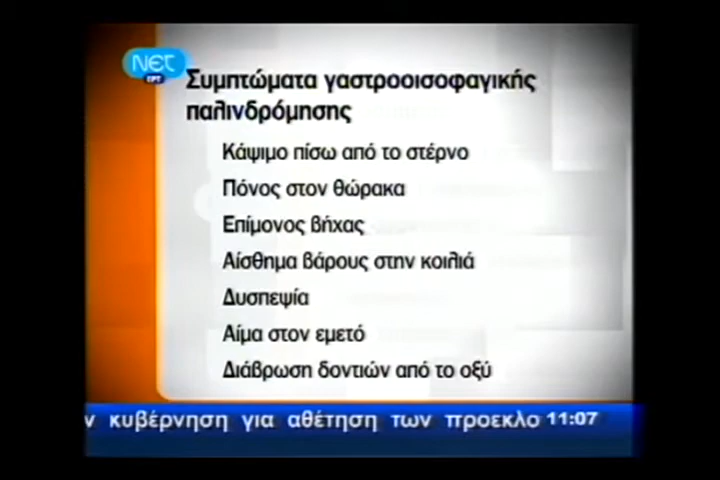 ΝΕΤ
ΕΡΤ
Συμπτώματα γαστροοισοφαγικής
παλινδρόμησης
Κάψιμο πίσω από το στέρνο
Πόνος στον θώρακα
Επίμονος βήχας
Αίσθημα βάρους στην κοιλιά
Δυσπεψία
Αίμα στον εμετό
Διάβρωση δοντιών από το οξύ
ν κυβέρνηση για αθέτηση των προεκλο 11:07